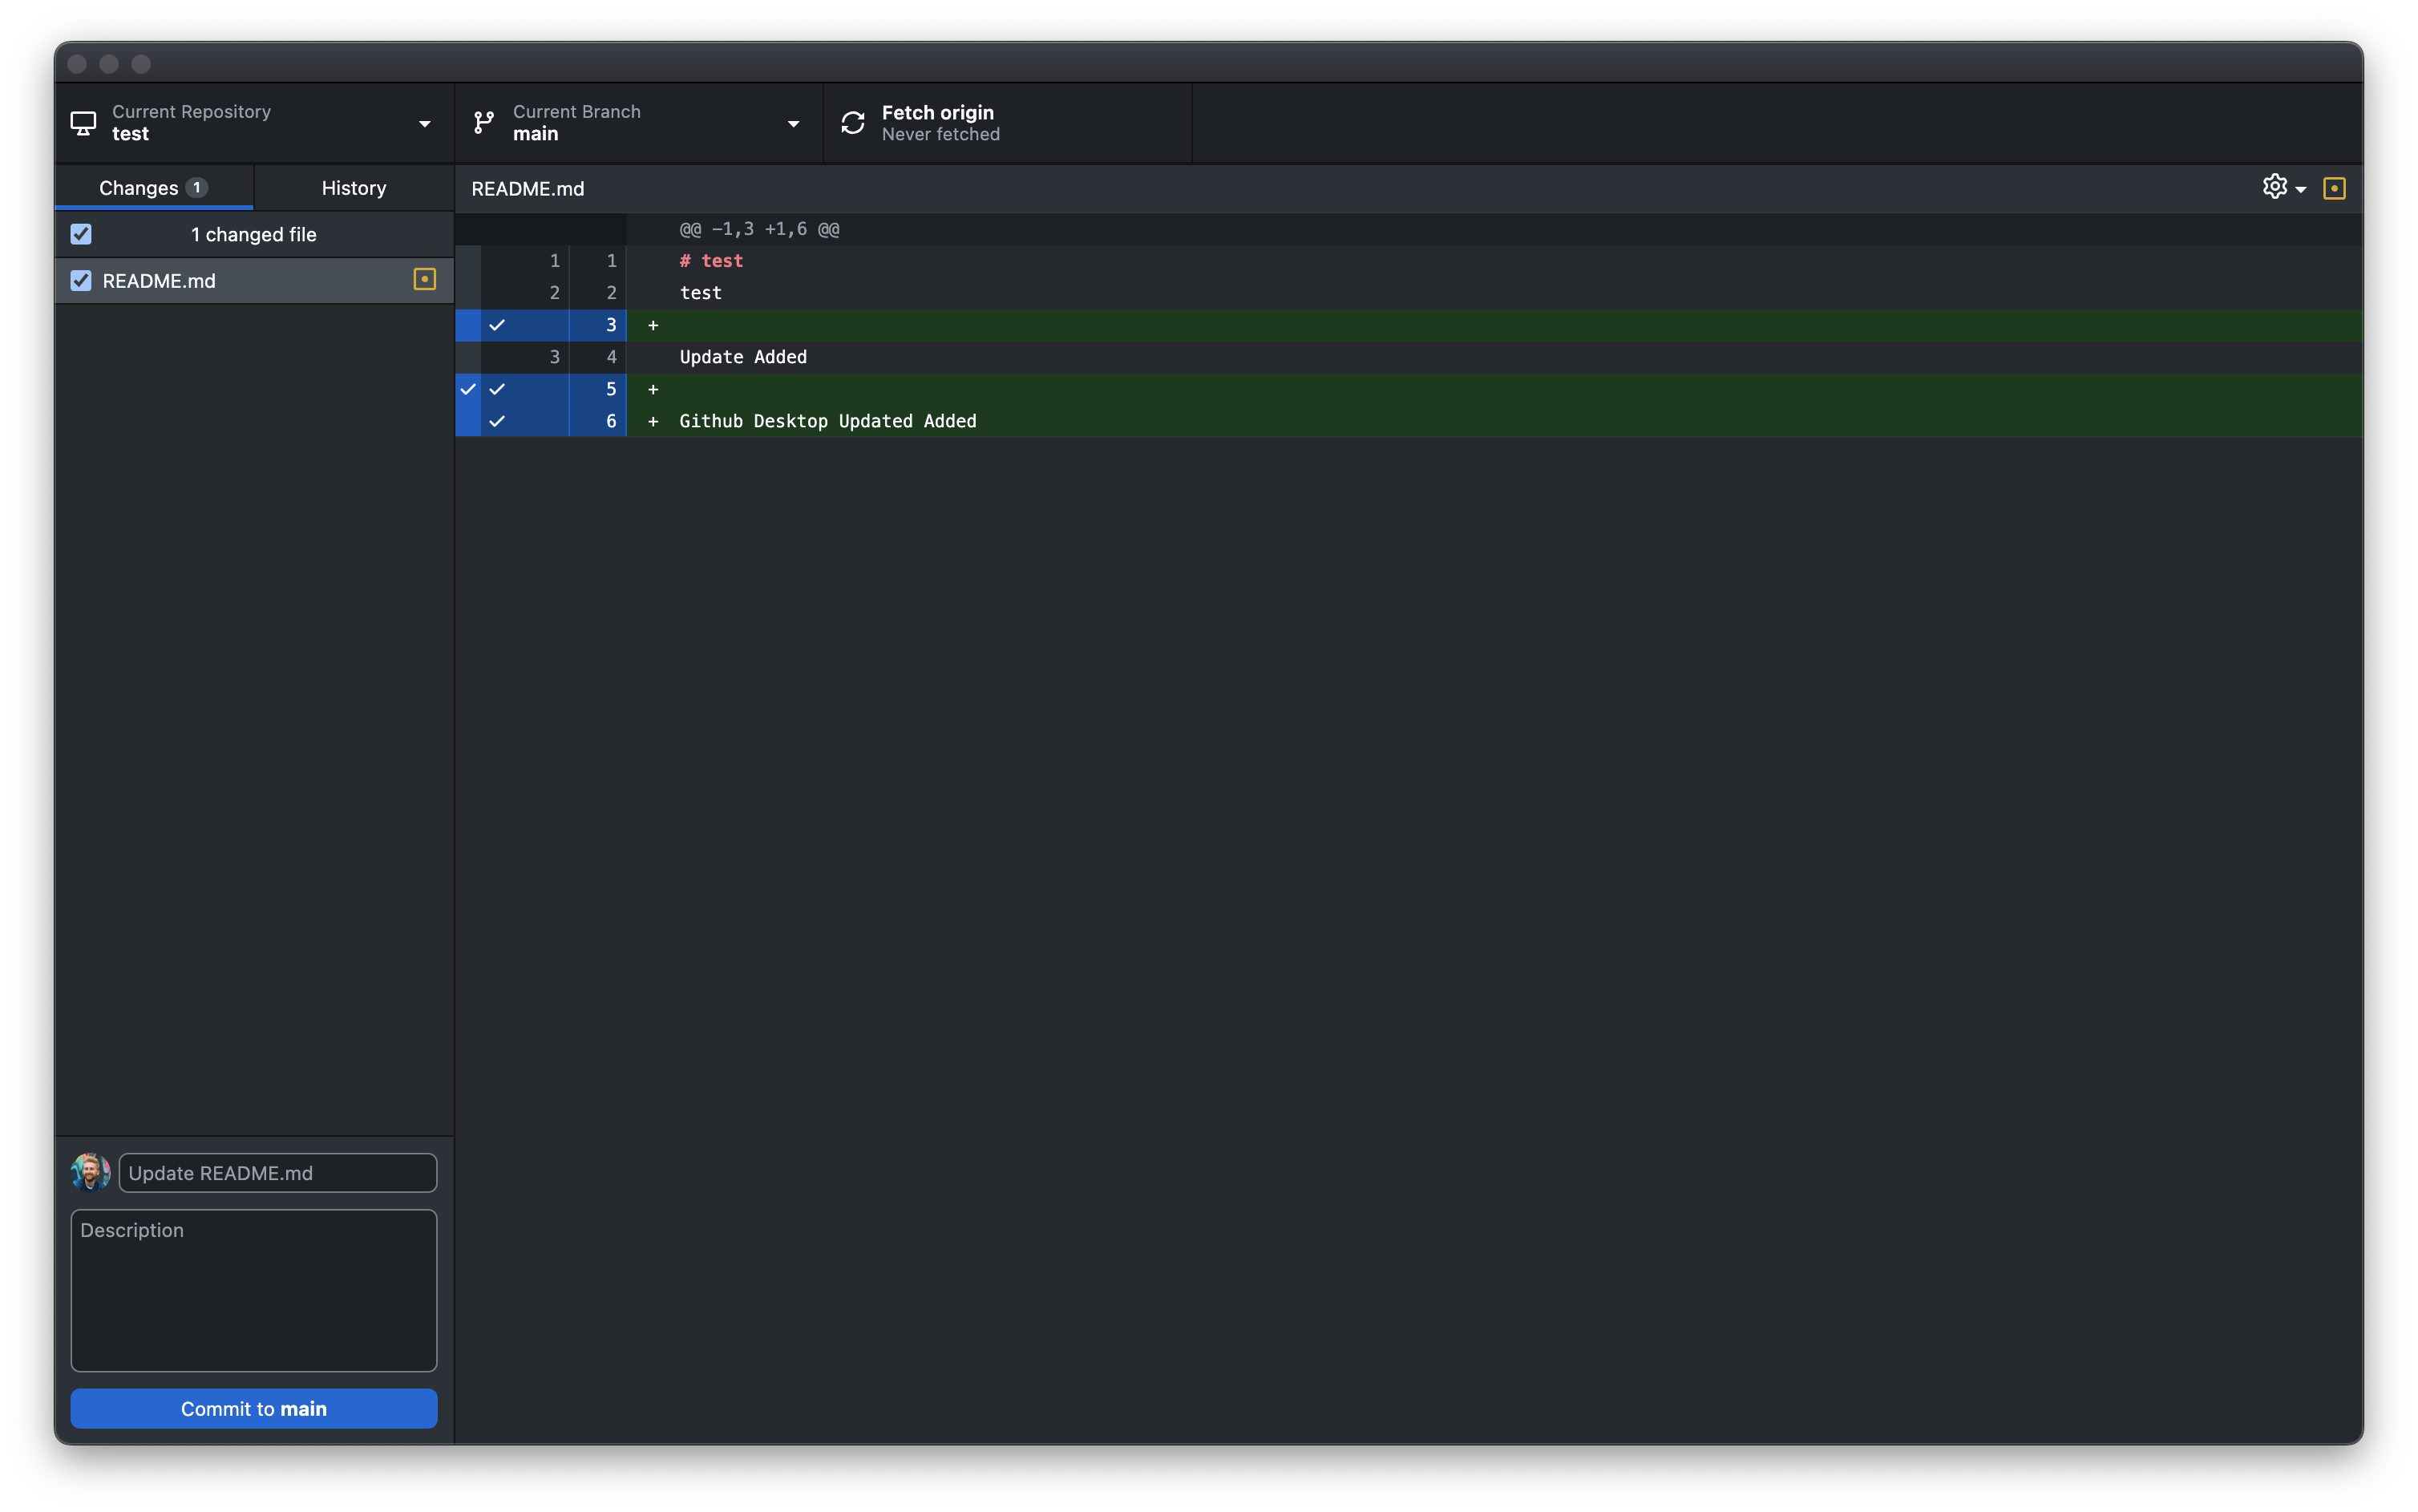 Current Repository
test
Current Branch
main
Fetch origin
Never fetched
Changes 1
History
README.md
1 changed file
README.md
@@ -1,3 +1,6 @@
1 1 # test
2 2 test
3 +
3 4 Update Added
5 +
6 + Github Desktop Updated Added
Update README.md
Description
Commit to main